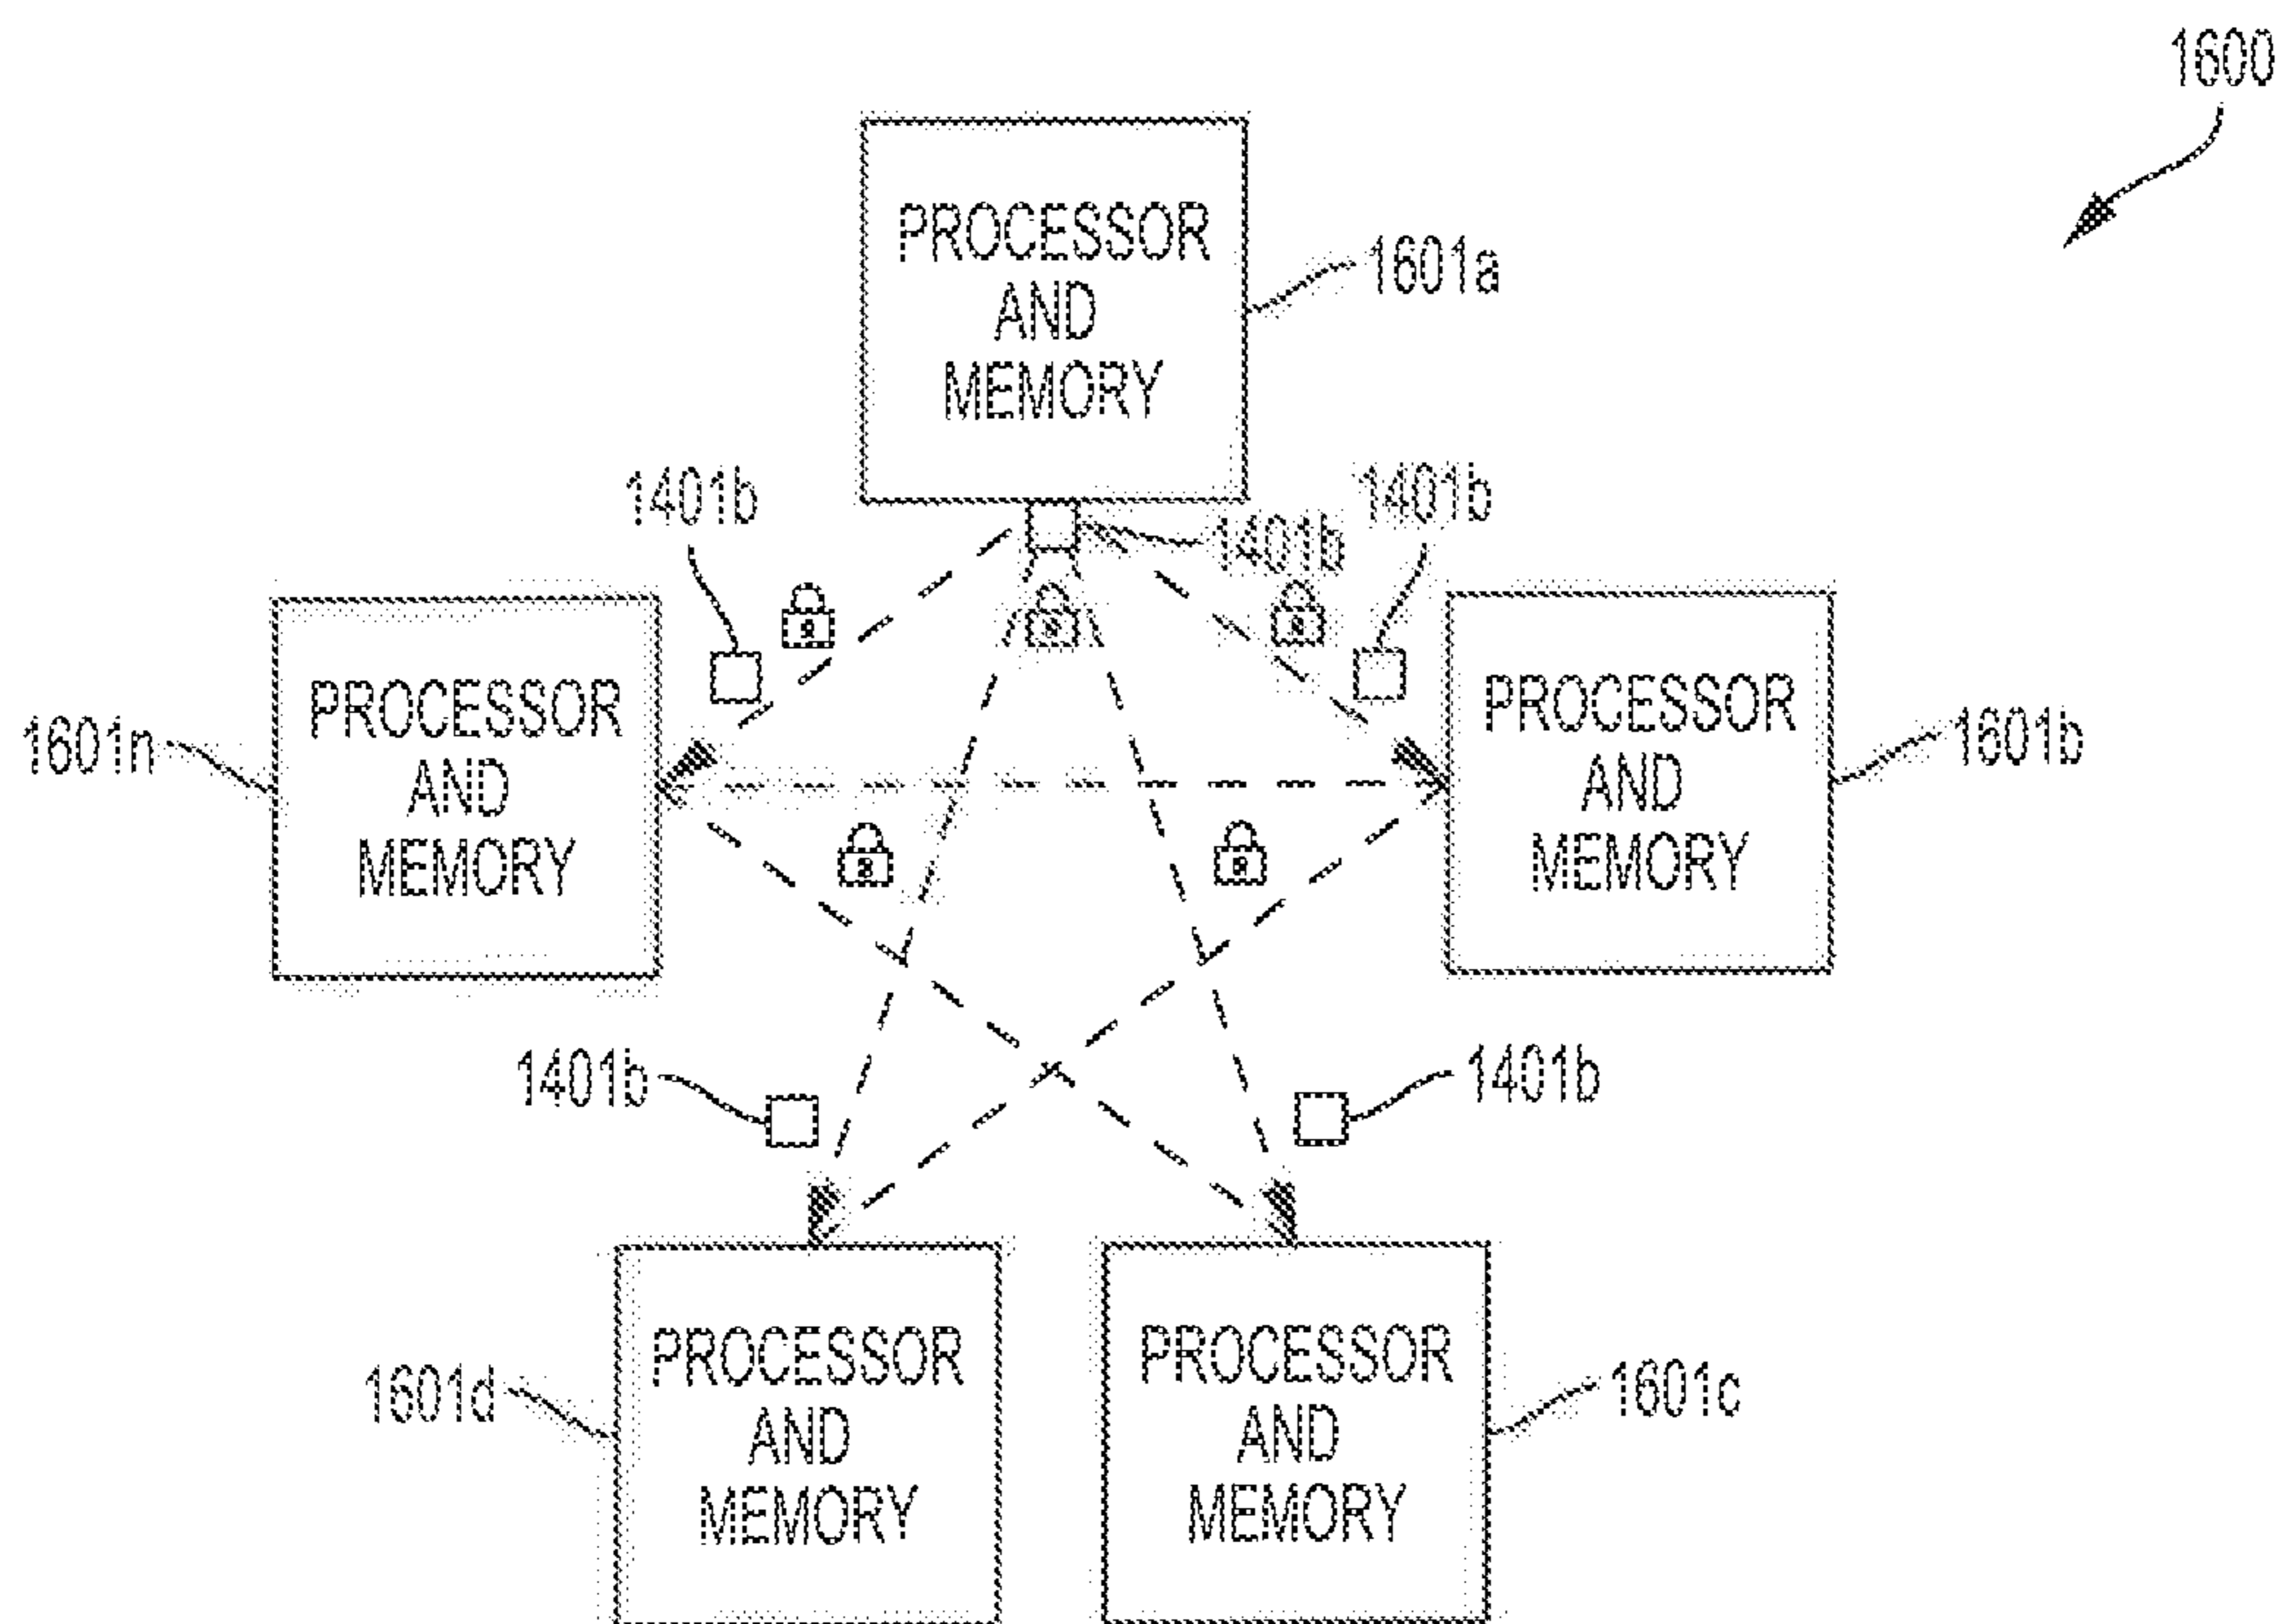 1600
PROCESSOR
AND
MEMORY
1601a
1401b
1401b
1401b
PROCESSOR
AND
MEMORY
1601n
PROCESSOR
AND
MEMORY
1601b
1401b
1401b
PROCESSOR
AND
MEMORY
1601d
PROCESSOR
AND
MEMORY
1601c